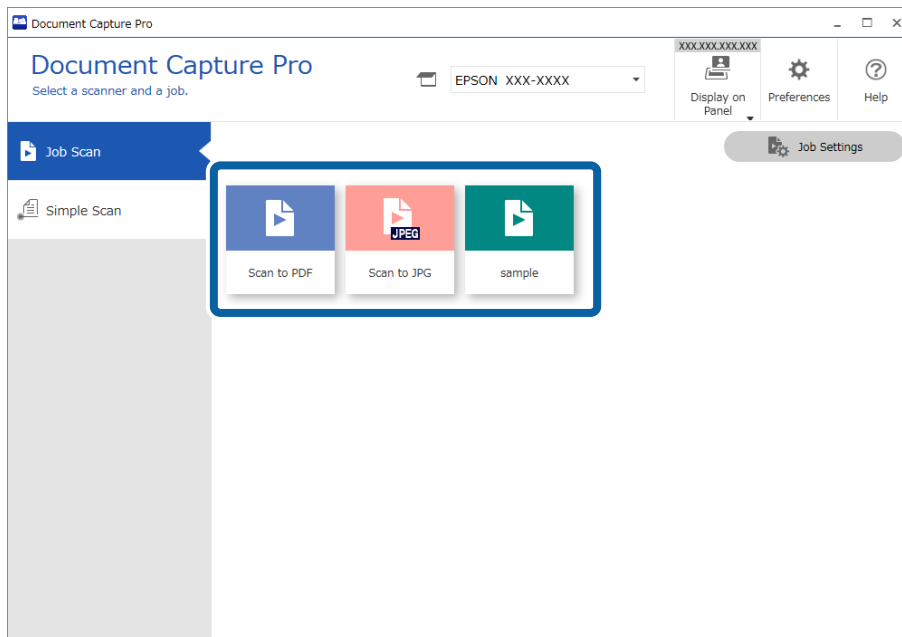 Document Capture Pro
Document Capture Pro
Select a scanner and a job.
EPSON XXX-XXXX
XXX.XXX.XXX.XXX
Display on
Panel
Preferences
Help
Job Scan
Job Settings
Simple Scan
JPEG
Scan to PDF
Scan to JPG
sample